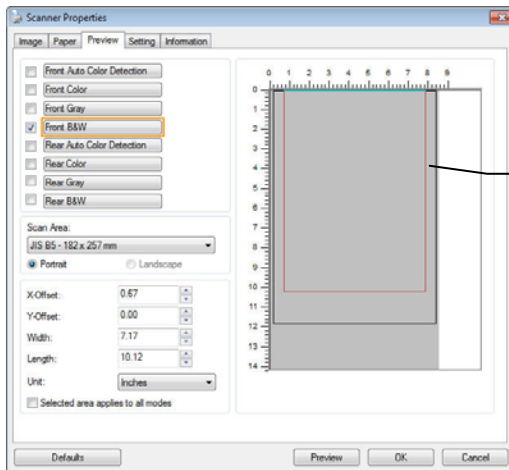 Scanner Properties
Image Paper Preview Setting Information
Front Auto Color Detection
Front Color
Front Gray
Front B&W
Rear Auto Color Detection
Rear Color
Rear Gray
Rear B&W
Scan Area:
JIS B5 - 182 x 257 mm
Portrait Landscape
X-Offset: 0.67
Y-Offset: 0.00
Width: 7.17
Length: 10.12
Unit: Inches
Selected area applies to all modes
0 1 2 3 4 5 6 7 8 9
0
1
2
3
4
5
6
7
8
9
10
11
12
13
14
Defaults Preview OK Cancel